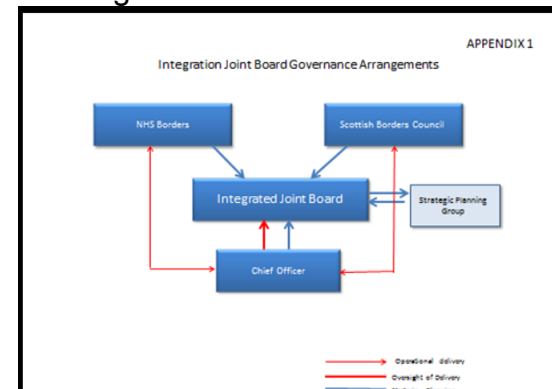 APPENDIX 1
Integration Joint Board Governance Arrangements
NHS Borders
Scottish Borders Council
Integrated Joint Board
Strategic Planning
Group
Chief Officer
Operational delivery
Oversight of Delivery